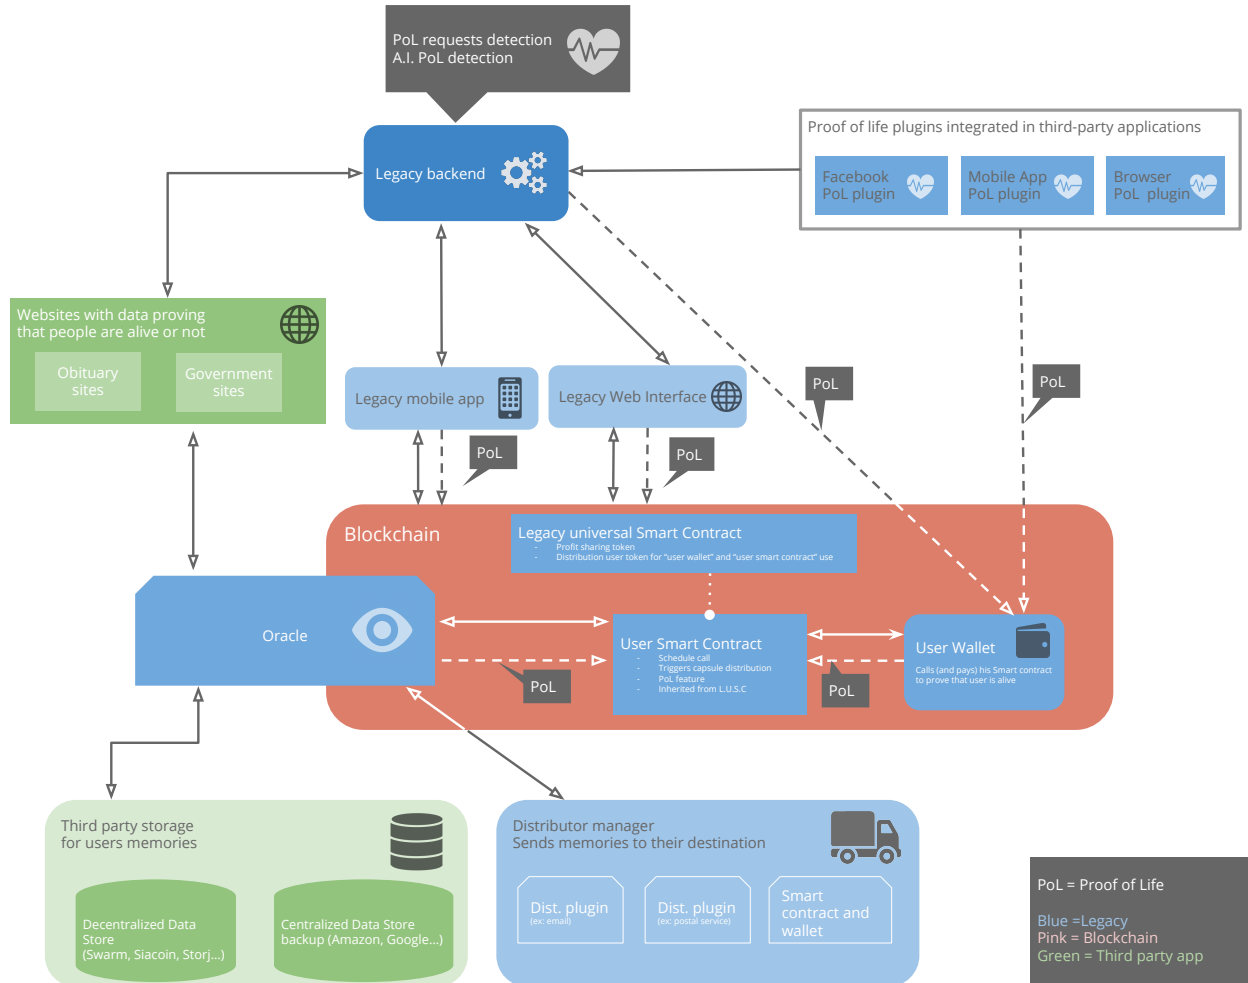 PoL requests detection
A.I. PoL detection
Legacy backend
Proof of life plugins integrated in third-party applications
Facebook
PoL plugin
Mobile App
PoL plugin
Browser
PoL  plugin
Websites with data proving
that people are alive or not
Obituary
sites
Government
sites
Legacy mobile app
Legacy Web Interface
PoL
PoL
PoL
PoL
Blockchain
Legacy universal Smart Contract
- Profit sharing token
- Distribution user token for “user wallet” and “user smart contract” use
Oracle
User Smart Contract
- Schedule call
- Triggers capsule distribution
- PoL feature
- Inherited from L.U.S.C
User Wallet
Calls (and pays) his Smart contract
to prove that user is alive
PoL
PoL
Third party storage
for users memories
Decentralized Data
Store
(Swarm, Siacoin, Storj...)
Centralized Data Store
backup (Amazon, Google...)
Distributor manager
Sends memories to their destination
Dist. plugin
(ex: email)
Dist. plugin
(ex: postal service)
Smart
contract and
wallet
PoL = Proof of Life
Blue =Legacy
Pink = Blockchain
Green = Third party app